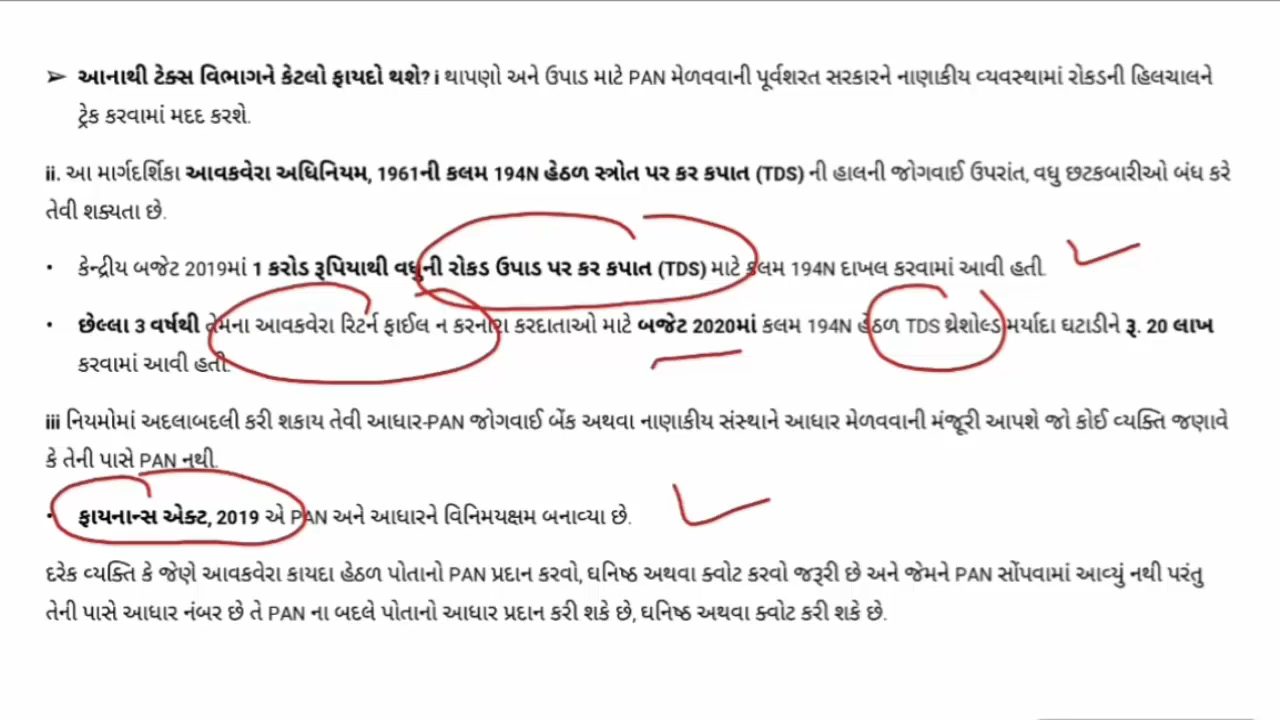 ➢ આનાથી ટેક્સ વિભાગને કેટલો ફાયદો થશે? i થાપણો અને ઉપાડ માટે PAN મેળવવાની પૂર્વશરત સરકારને નાણાકીય વ્યવસ્થામાં રોકડની હિલચાલને
ટ્રેક કરવામાં મદદ કરશે.
ii. આ માર્ગદર્શિકા આવકવેરા અધિનિયમ, 1961ની કલમ 194N હેઠળ સ્ત્રોત પર કર કપાત (TDS) ની હાલની જોગવાઈ ઉપરાંત, વધુ છટકબારીઓ બંધ કરે
તેવી શક્યતા છે.
• કેન્દ્રીય બજેટ 2019માં 1 કરોડ રૂપિયાથી વધુની રોકડ ઉપાડ પર કર કપાત (TDS) માટે કલમ 194N દાખલ કરવામાં આવી હતી.
• છેલ્લા 3 વર્ષથી તેમના આવકવેરા રિટર્ન ફાઈલ ન કરનારા કરદાતાઓ માટે બજેટ 2020માં કલમ 194N હેઠળ TDS થ્રેશોલ્ડ મર્યાદા ઘટાડીને રૂ. 20 લાખ
કરવામાં આવી હતી.
iii નિયમોમાં અદલાબદલી કરી શકાય તેવી આધાર-PAN જોગવાઈ બેંક અથવા નાણાકીય સંસ્થાને આધાર મેળવવાની મંજૂરી આપશે જો કોઈ વ્યક્તિ જણાવે
કે તેની પાસે PAN નથી.
• ફાયનાન્સ એક્ટ, 2019 એ PAN અને આધારને વિનિમયક્ષમ બનાવ્યા છે.
દરેક વ્યક્તિ કે જેણે આવકવેરા કાયદા હેઠળ પોતાનો PAN પ્રદાન કરવો, ઘનિષ્ઠ અથવા ક્વોટ કરવો જરૂરી છે અને જેમને PAN સોંપવામાં આવ્યું નથી પરંતુ
તેની પાસે આધાર નંબર છે તે PAN ના બદલે પોતાનો આધાર પ્રદાન કરી શકે છે, ઘનિષ્ઠ અથવા ક્વોટ કરી શકે છે.